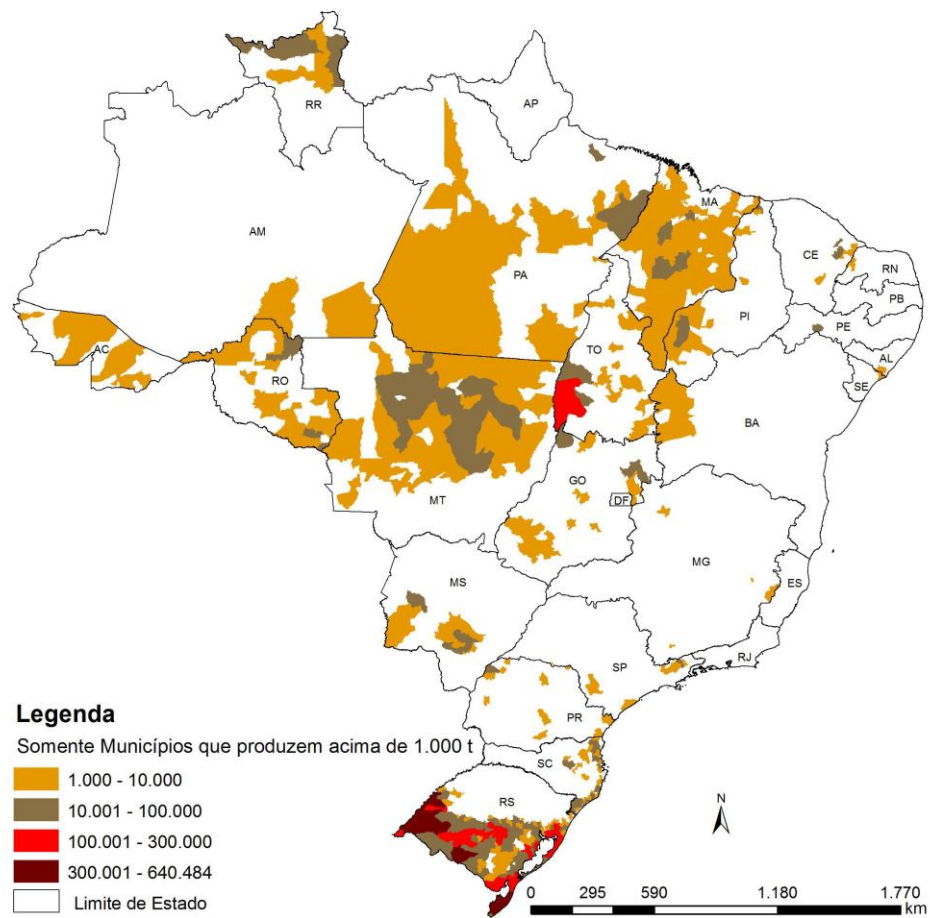 RR
AP
AM
PA
MA
CE
RN
PB
PI
PE
AL
SE
AC
TO
RO
BA
MT
GO
DF
MG
ES
MS
SP
RJ
PR
SC
RS
Legenda
Somente Municípios que produzem acima de 1.000 t
1.000 - 10.000
10.001 - 100.000
100.001 - 300.000
300.001 - 640.484
Limite de Estado
N
0 295 590 1.180 1.770
km